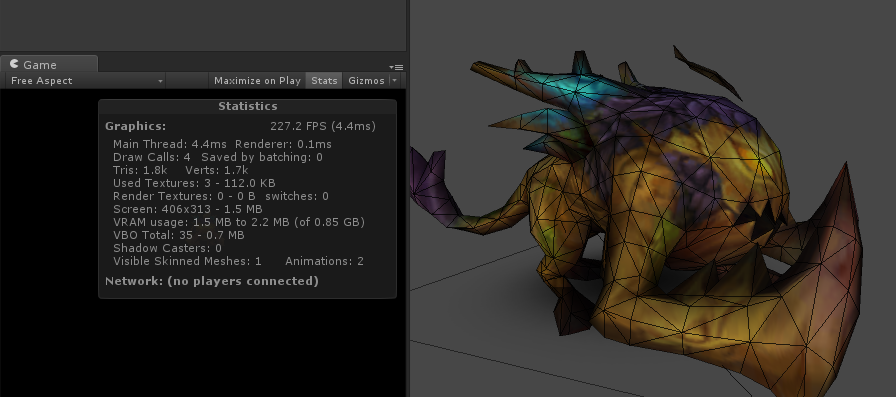 Game
Free Aspect Maximize on Play Stats Gizmos
Statistics
Graphics: 227.2 FPS (4.4ms)
Main Thread: 4.4ms Renderer: 0.1ms
Draw Calls: 4 Saved by batching: 0
Tris: 1.8k Verts: 1.7k
Used Textures: 3 - 112.0 KB
Render Textures: 0 - 0 B switches: 0
Screen: 406x313 - 1.5 MB
VRAM usage: 1.5 MB to 2.2 MB (of 0.85 GB)
VBO Total: 35 - 0.7 MB
Shadow Casters: 0
Visible Skinned Meshes: 1 Animations: 2
Network: (no players connected)